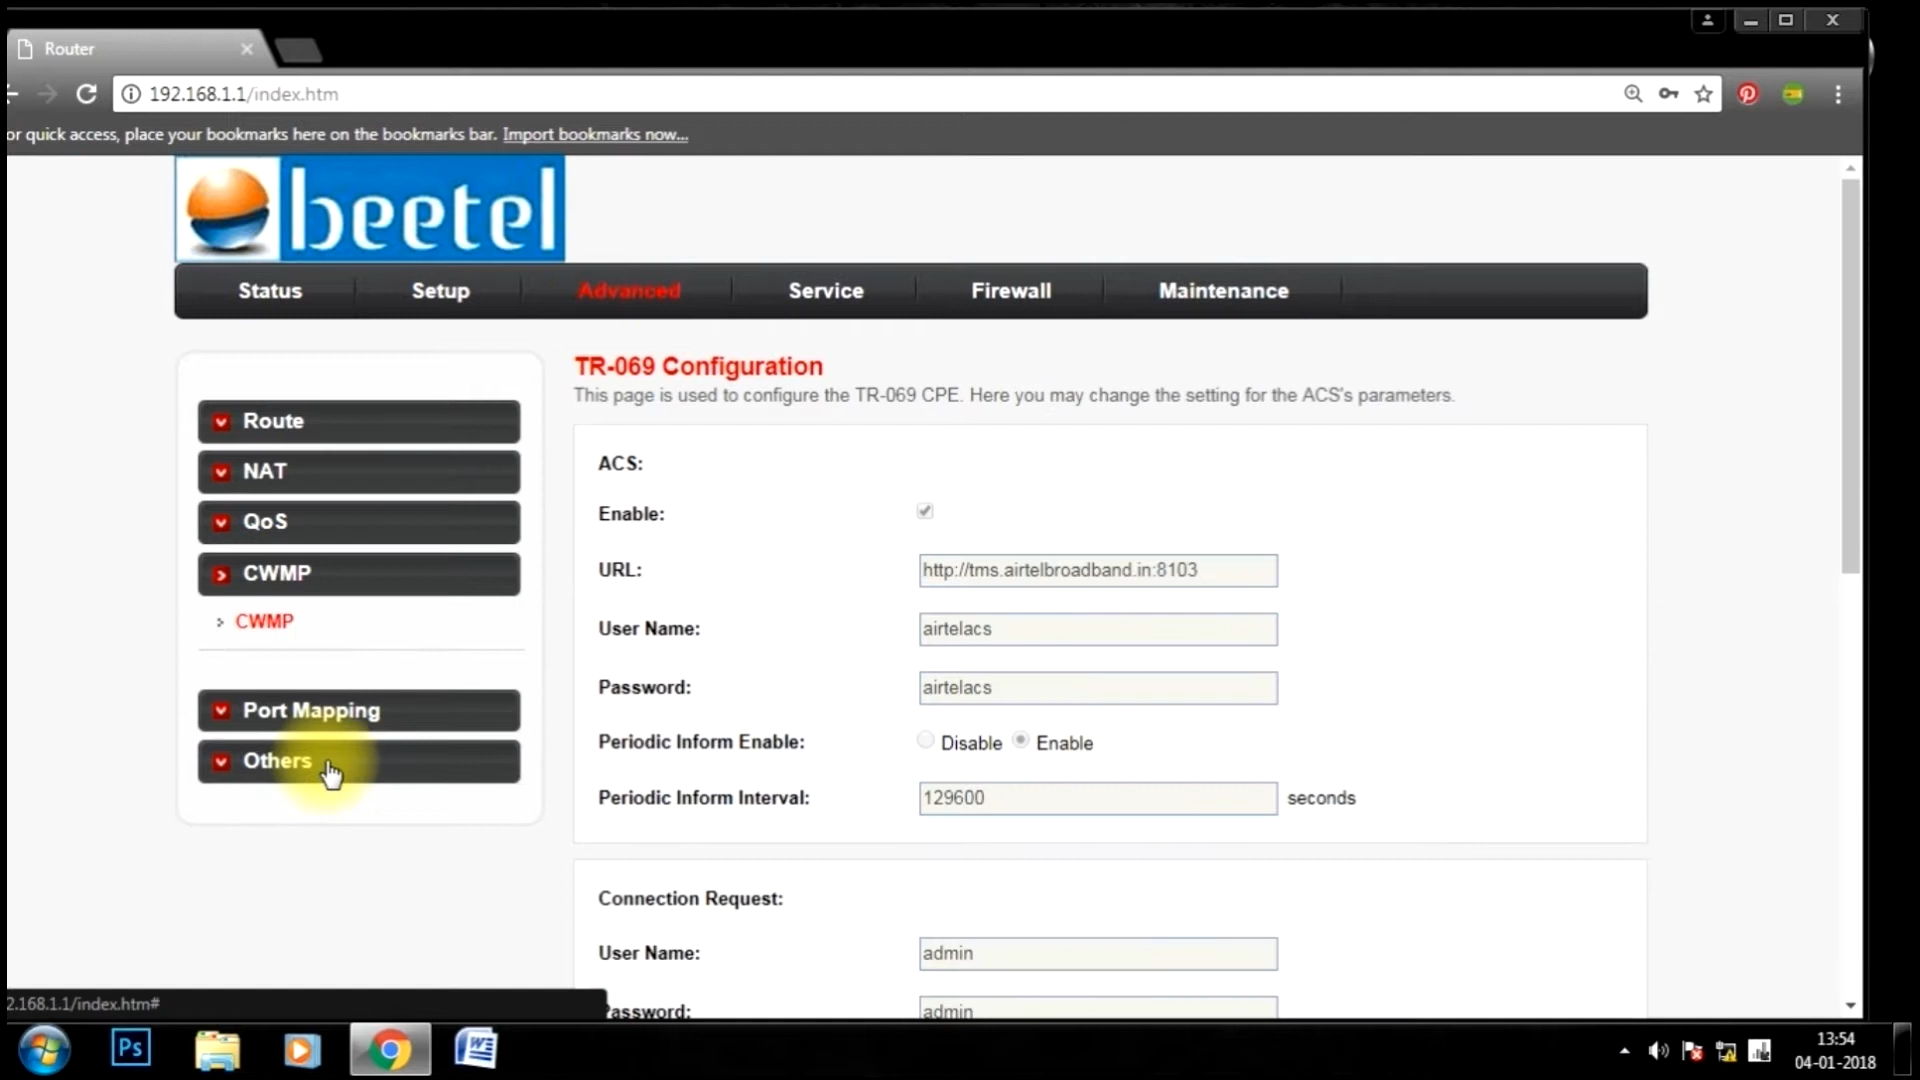 Router
192.168.1.1/index.htm
or quick access, place your bookmarks here on the bookmarks bar. Import bookmarks now...
beetel
Status Setup Advanced Service Firewall Maintenance
TR-069 Configuration
This page is used to configure the TR-069 CPE. Here you may change the setting for the ACS's parameters.
Route
NAT
QoS
CWMP
CWMP
Port Mapping
Others
ACS:
Enable:
URL: http://tms.airtelbroadband.in:8103
User Name: airtelacs
Password: airtelacs
Periodic Inform Enable: Disable Enable
Periodic Inform Interval: 129600 seconds
Connection Request:
User Name: admin
Password: admin
2.168.1.1/index.htm#
Ps
W
13:54
04-01-2018